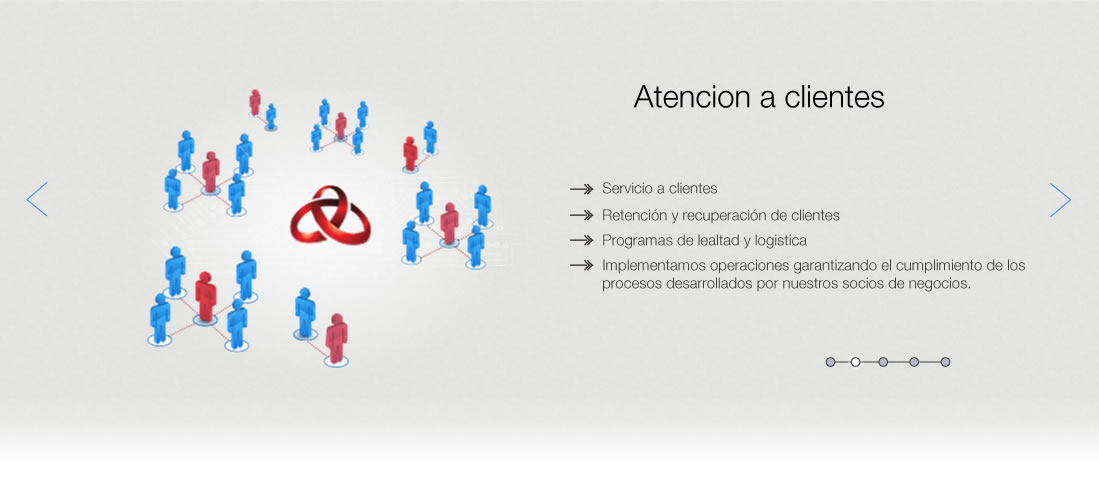 Atencion a clientes
Servicio a clientes
Retención y recuperación de clientes
Programas de lealtad y logistica
Implementamos operaciones garantizando el cumplimiento de los
procesos desarrollados por nuestros socios de negocios.